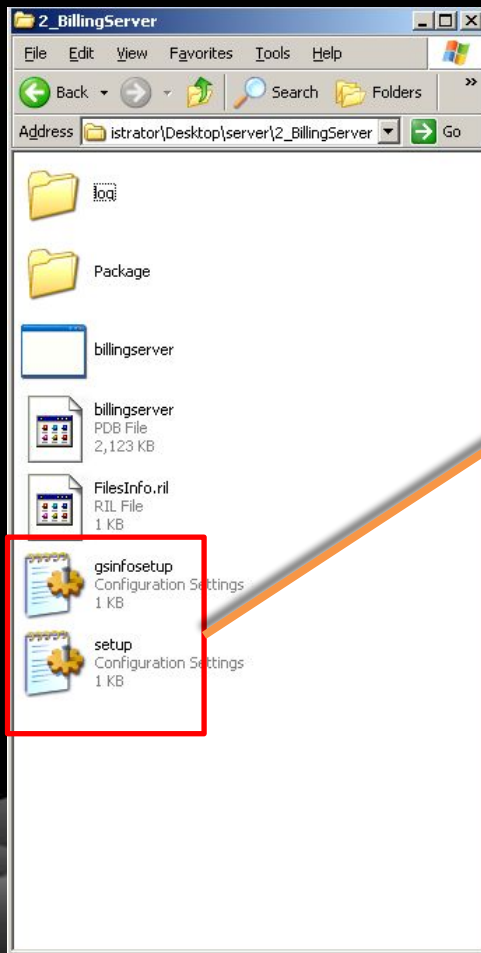 2_BillingServer
File Edit View Favorites Tools Help
Back Search Folders »
Address istrator\Desktop\server\2_BillingServer Go
log
Package
billingserver
billingserver
PDB File
2,123 KB
FilesInfo.ril
RIL File
1 KB
gsinfosetup
Configuration Settings
1 KB
setup
Configuration Settings
1 KB